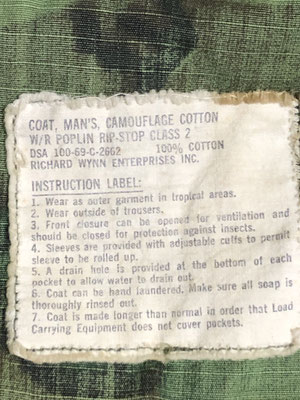 COAT, MAN'S, CAMOUFLAGE COTTON
W/R POPLIN RIP-STOP CLASS 2
DSA 100-69-C-2662 100% COTTON
RICHARD WYNN ENTERPRISES INC.
INSTRUCTION LABEL:
1. Wear as outer garment in tropical areas.
2. Wear outside of trousers.
3. Front closure can be opened for ventilation and
should be closed for protection against insects.
4. Sleeves are provided with adjustable cuffs to permit
sleeve to be rolled up.
5. A drain hole is provided at the bottom of each
pocket to allow water to drain out.
6. Coat can be hand laundered. Make sure all soap is
thoroughly rinsed out.
7. Coat is made longer than normal in order that Load
Carrying Equipment does net cover pockets.